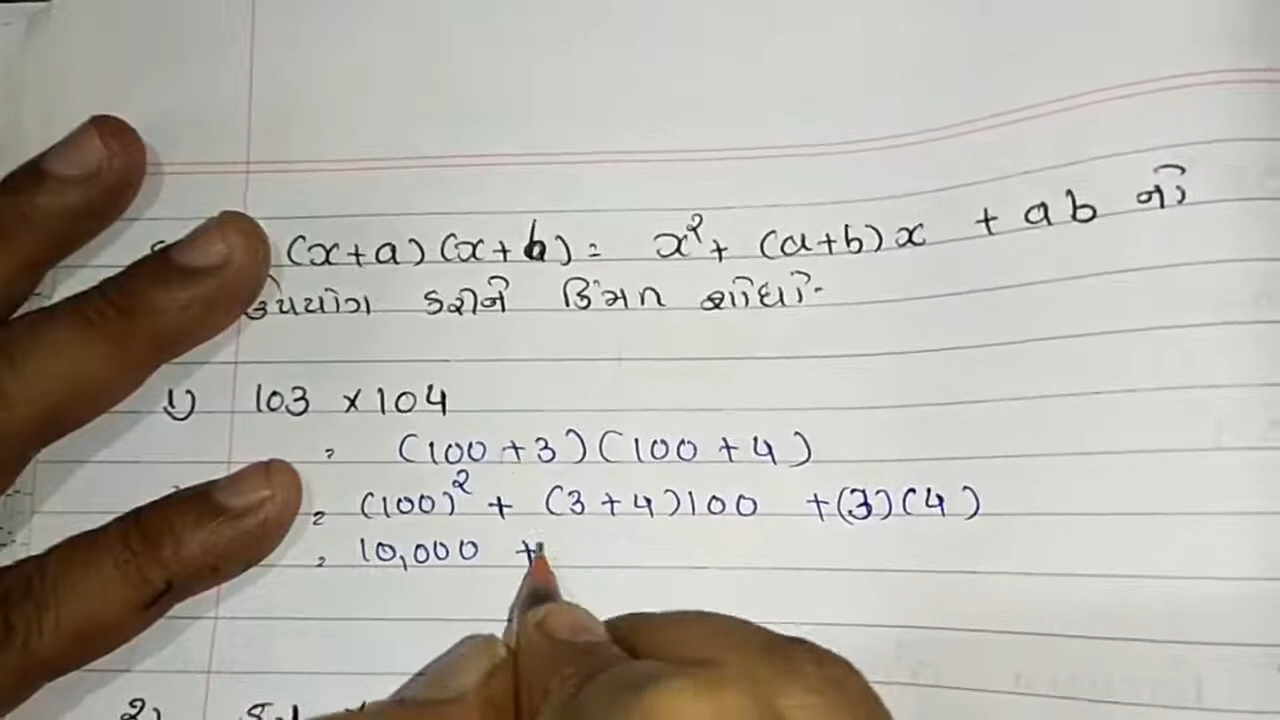 (x+a)(x+b) = x² + (a+b)x + ab નો
ઉપયોગ કરીને કિંમત શોધો.
1) 103 × 104
= (100+3)(100+4)
= (100)² + (3+4)100 + (3)(4)
= 10,000 +
2)